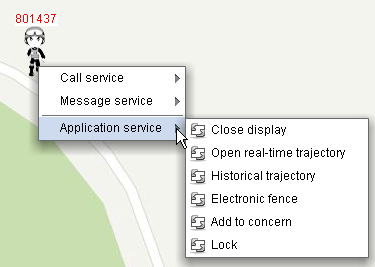 801437
Call service
Message service
Application service
Close display
Open real-time trajectory
Historical trajectory
Electronic fence
Add to concern
Lock